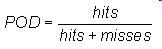 POD = hits / hits + misses